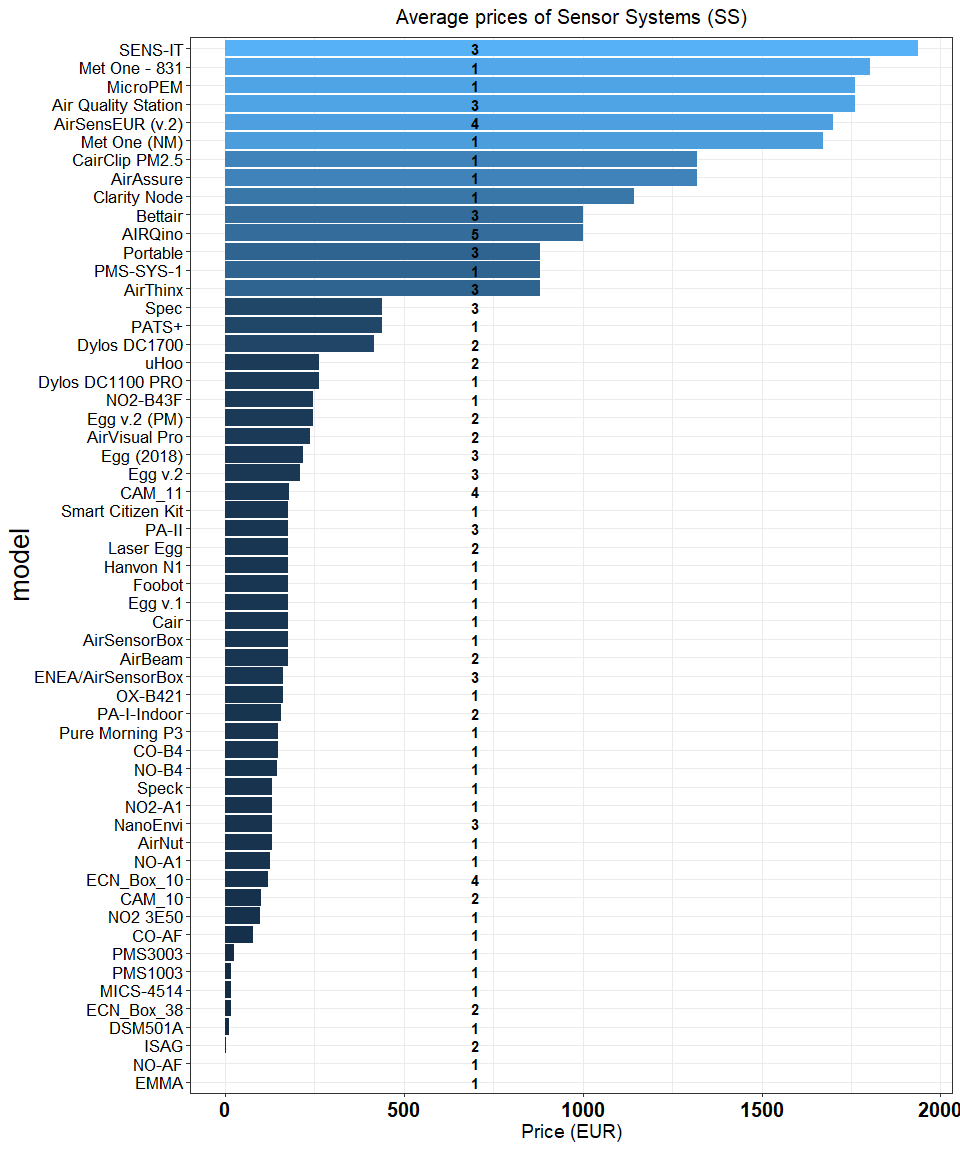 Average prices of Sensor Systems (SS)
model
SENS-IT 3
Met One - 831 1
MicroPEM 1
Air Quality Station 3
AirSensEUR (v.2) 4
Met One (NM) 1
CairClip PM2.5 1
AirAssure 1
Clarity Node 1
Bettair 3
AIRQino 5
Portable 3
PMS-SYS-1 1
AirThinx 3
Spec 3
PATS+ 1
Dylos DC1700 2
uHoo 2
Dylos DC1100 PRO 1
NO2-B43F 1
Egg v.2 (PM) 2
AirVisual Pro 2
Egg (2018) 3
Egg v.2 3
CAM_11 4
Smart Citizen Kit 1
PA-II 3
Laser Egg 2
Hanvon N1 1
Foobot 1
Egg v.1 1
Cair 1
AirSensorBox 1
AirBeam 2
ENEA/AirSensorBox 3
OX-B421 1
PA-I-Indoor 2
Pure Morning P3 1
CO-B4 1
NO-B4 1
Speck 1
NO2-A1 1
NanoEnvi 3
AirNut 1
NO-A1 1
ECN_Box_10 4
CAM_10 2
NO2 3E50 1
CO-AF 1
PMS3003 1
PMS1003 1
MICS-4514 1
ECN_Box_38 2
DSM501A 1
ISAG 2
NO-AF 1
EMMA 1
0 500 1000 1500 2000
Price (EUR)